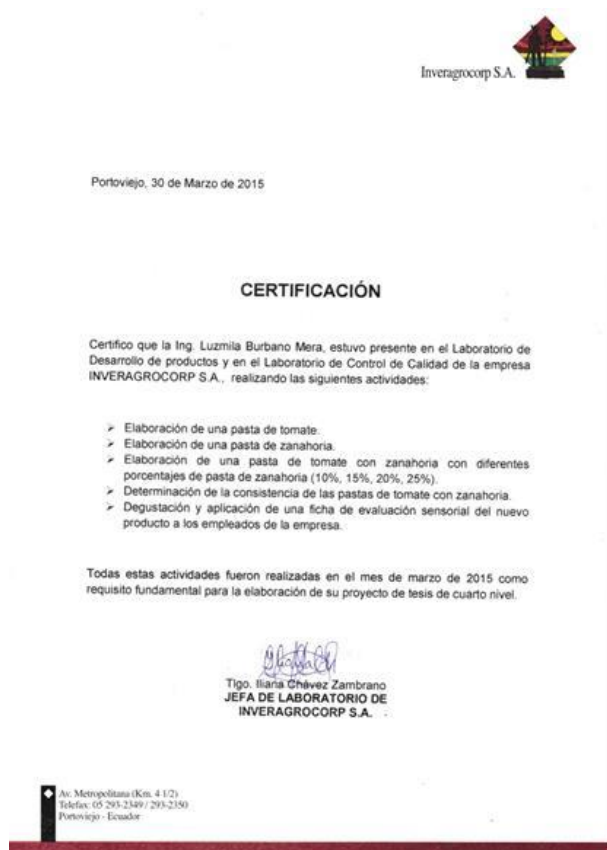 Inveragrocorp S.A.
Portoviejo, 30 de Marzo de 2015
CERTIFICACIÓN
Certifico que la Ing. Luzmila Burbano Mera, estuvo presente en el Laboratorio de
Desarrollo de productos y en el Laboratorio de Control de Calidad de la empresa
INVERAGROCORP S.A., realizando las siguientes actividades:
➢ Elaboración de una pasta de tomate.
➢ Elaboración de una pasta de zanahoria.
➢ Elaboración de una pasta de tomate con zanahoria con diferentes
porcentajes de pasta de zanahoria (10%, 15%, 20%, 25%).
➢ Determinación de la consistencia de las pastas de tomate con zanahoria.
➢ Degustación y aplicación de una ficha de evaluación sensorial del nuevo
producto a los empleados de la empresa.
Todas estas actividades fueron realizadas en el mes de marzo de 2015 como
requisito fundamental para la elaboración de su proyecto de tesis de cuarto nivel.
Tlgo. Iliana Chávez Zambrano
JEFA DE LABORATORIO DE
INVERAGROCORP S.A.
Av. Metropolitana (Km. 4 1/2)
Telefax: 05 293-2349 / 293-2350
Portoviejo - Ecuador